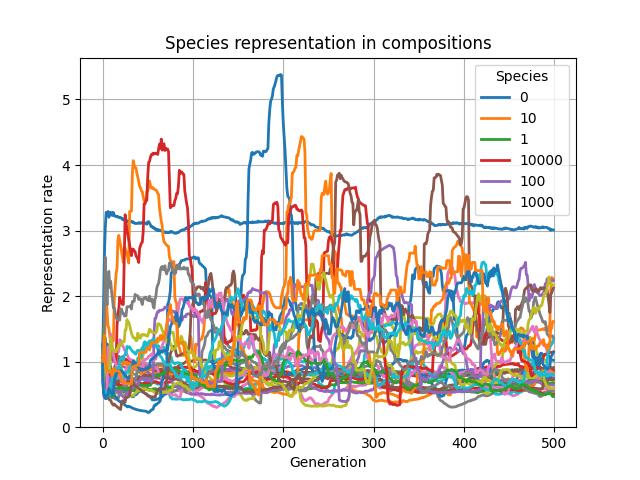 Species representation in compositions
Species
0
10
1
10000
100
1000
Representation rate
5
4
3
2
1
0
0 100 200 300 400 500
Generation